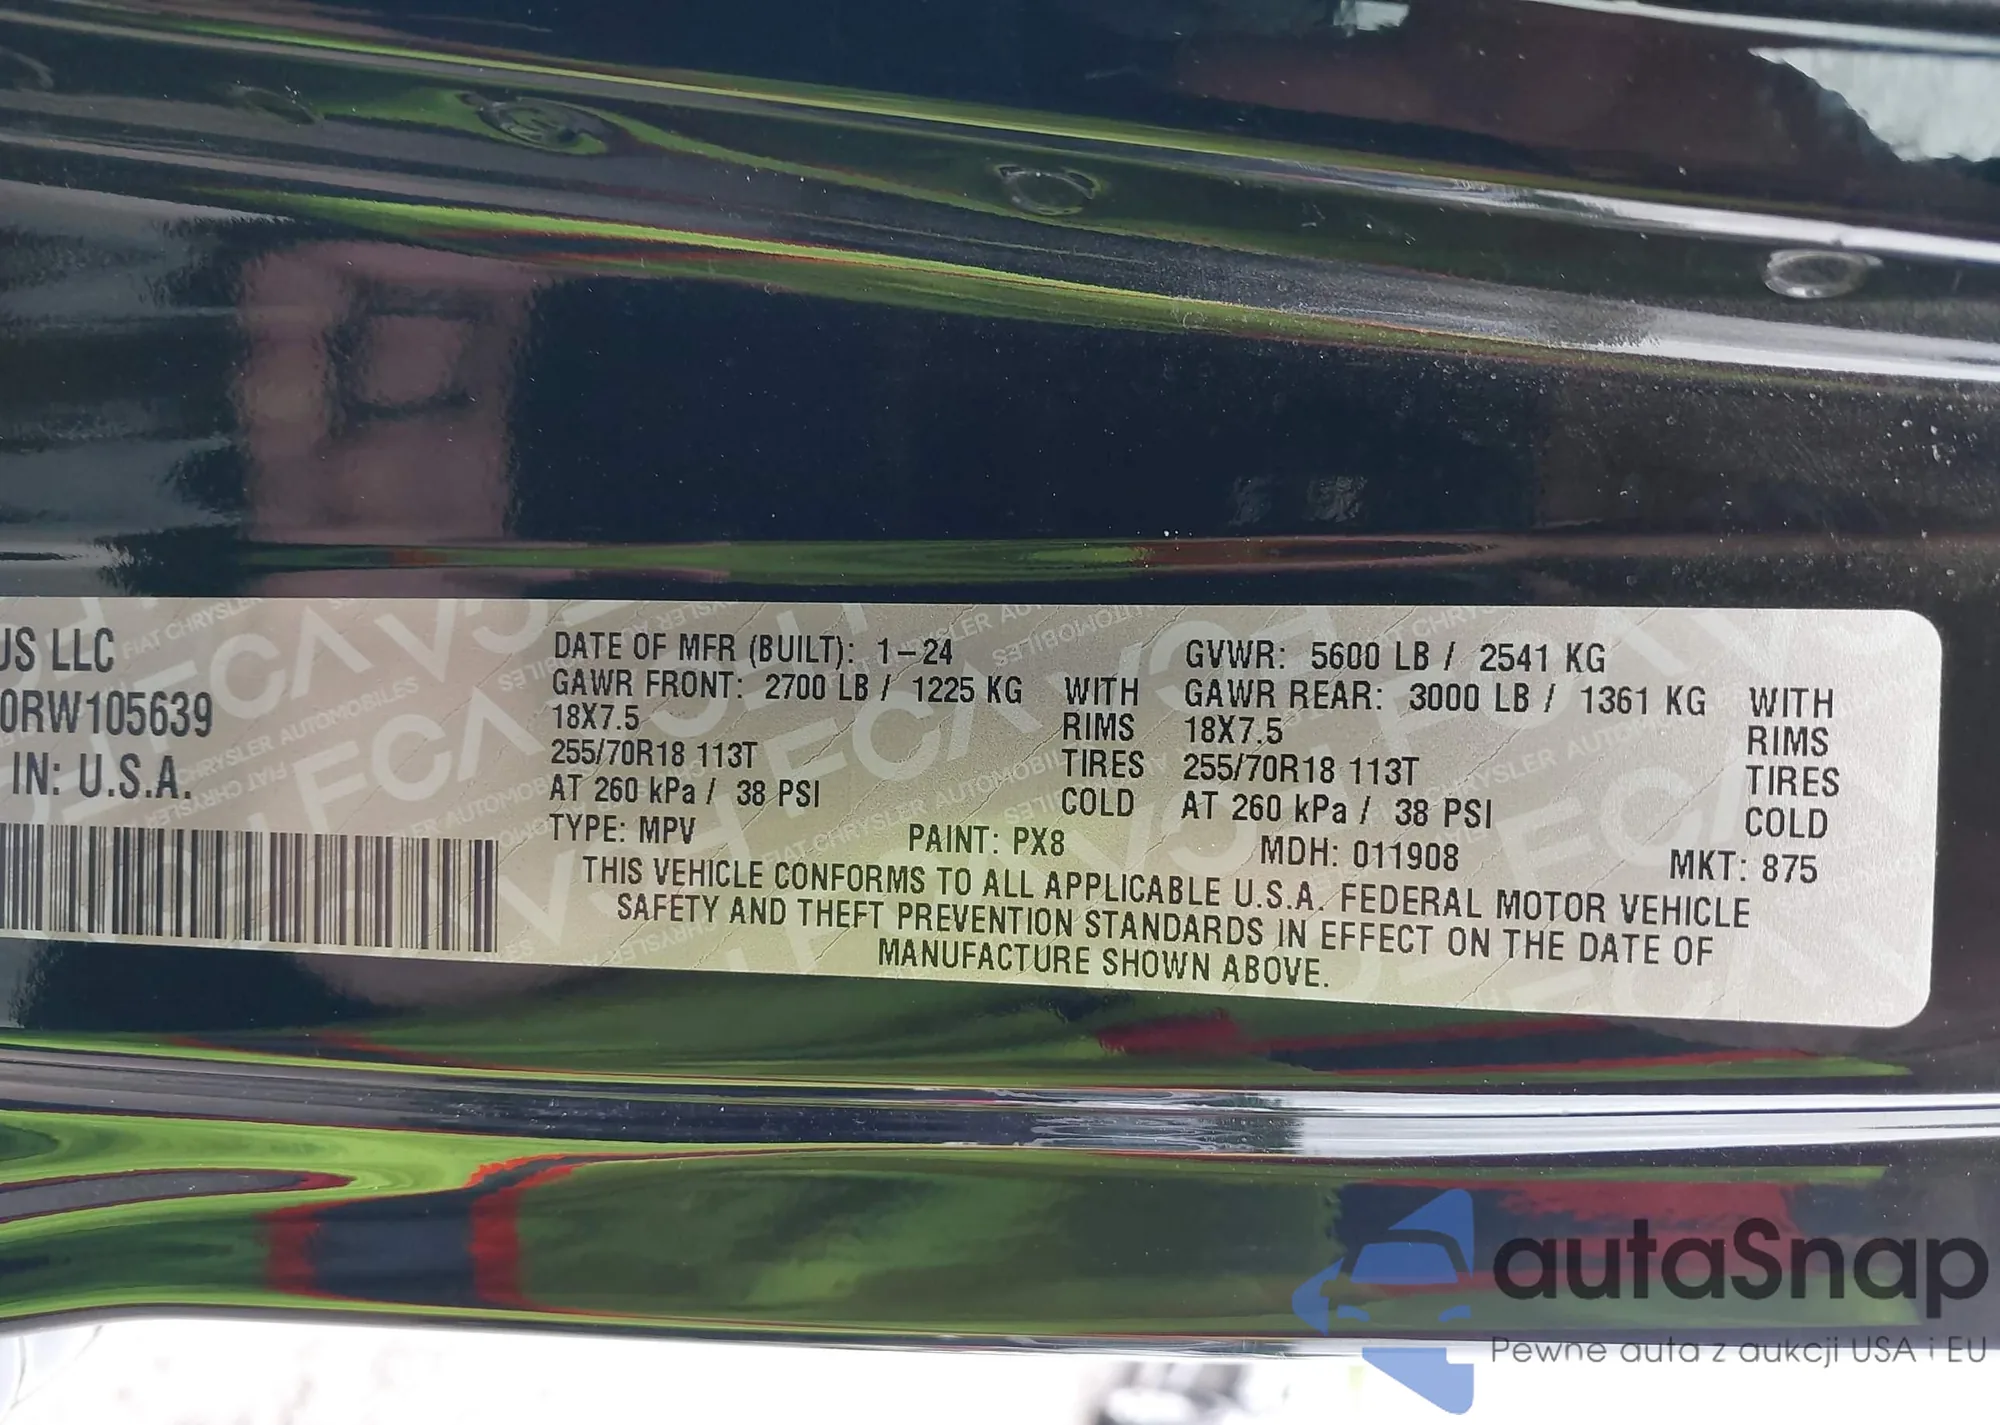 US LLC
0RW105639
IN: U.S.A.
DATE OF MFR (BUILT): 1-24 GVWR: 5600 LB / 2541 KG
GAWR FRONT: 2700 LB / 1225 KG WITH GAWR REAR: 3000 LB / 1361 KG WITH
18X7.5 RIMS 18X7.5 RIMS
255/70R18 113T TIRES 255/70R18 113T TIRES
AT 260 kPa / 38 PSI COLD AT 260 kPa / 38 PSI COLD
TYPE: MPV PAINT: PX8 MDH: 011908 MKT: 875
THIS VEHICLE CONFORMS TO ALL APPLICABLE U.S.A. FEDERAL MOTOR VEHICLE
SAFETY AND THEFT PREVENTION STANDARDS IN EFFECT ON THE DATE OF
MANUFACTURE SHOWN ABOVE.
autaSnap
Pewne auta z aukcji USA i EU